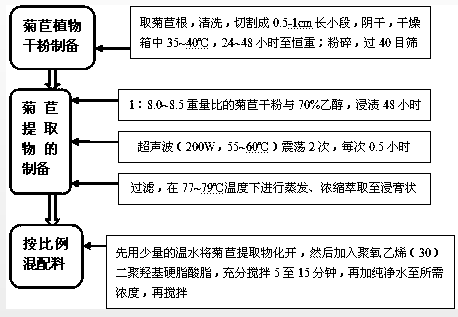 菊苣植物
干粉制备
取菊苣根，清洗，切割成0.5-1cm长小段，阴干，干燥
箱中35~40℃，24~48小时至恒重；粉碎，过40目筛
菊苣
提取
物的
制备
1：8.0~8.5重量比的菊苣干粉与70%乙醇，浸渍48小时
超声波（200W，55~60℃）震荡2次，每次0.5小时
过滤，在77~79℃温度下进行蒸发、浓缩萃取至浸膏状
按比例
混配料
先用少量的温水将菊苣提取物化开，然后加入聚氧乙烯（30）
二聚羟基硬脂酸脂，充分搅拌5至15分钟，再加纯净水至所需
浓度，再搅拌